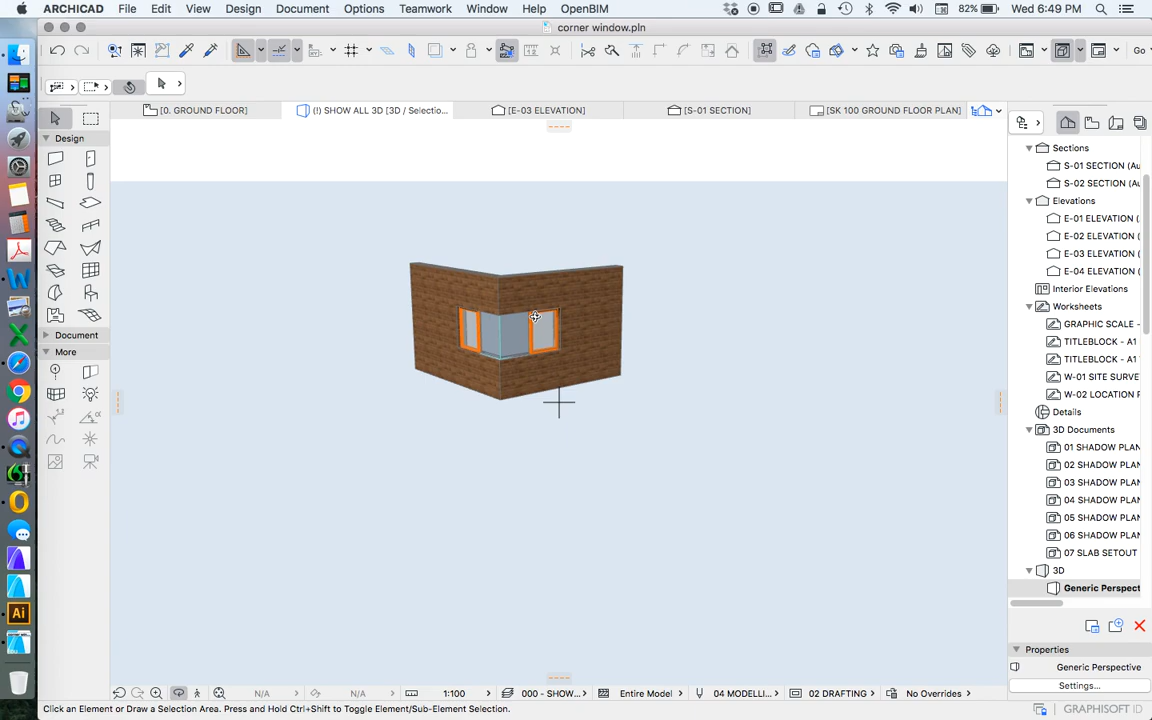 ARCHICAD File Edit View Design Document Options Teamwork Window Help OpenBIM 82% Wed 6:49 PM
corner window.pln
Go
[0. GROUND FLOOR] (!) SHOW ALL 3D [3D / Selectio... [E-03 ELEVATION] [S-01 SECTION] [SK 100 GROUND FLOOR PLAN]
Design
Document
More
Sections
S-01 SECTION (Au
S-02 SECTION (Au
Elevations
E-01 ELEVATION (
E-02 ELEVATION (
E-03 ELEVATION (
E-04 ELEVATION (
Interior Elevations
Worksheets
GRAPHIC SCALE -
TITLEBLOCK - A1
TITLEBLOCK - A1
W-01 SITE SURVE
W-02 LOCATION P
Details
3D Documents
01 SHADOW PLAN
02 SHADOW PLAN
03 SHADOW PLAN
04 SHADOW PLAN
05 SHADOW PLAN
06 SHADOW PLAN
07 SLAB SETOUT
3D
Generic Perspect
Properties
Generic Perspective
Settings...
N/A N/A 1:100 000 - SHOW... Entire Model 04 MODELLI... 02 DRAFTING No Overrides
Click an Element or Draw a Selection Area. Press and Hold Ctrl+Shift to Toggle Element/Sub-Element Selection.
GRAPHISOFT ID